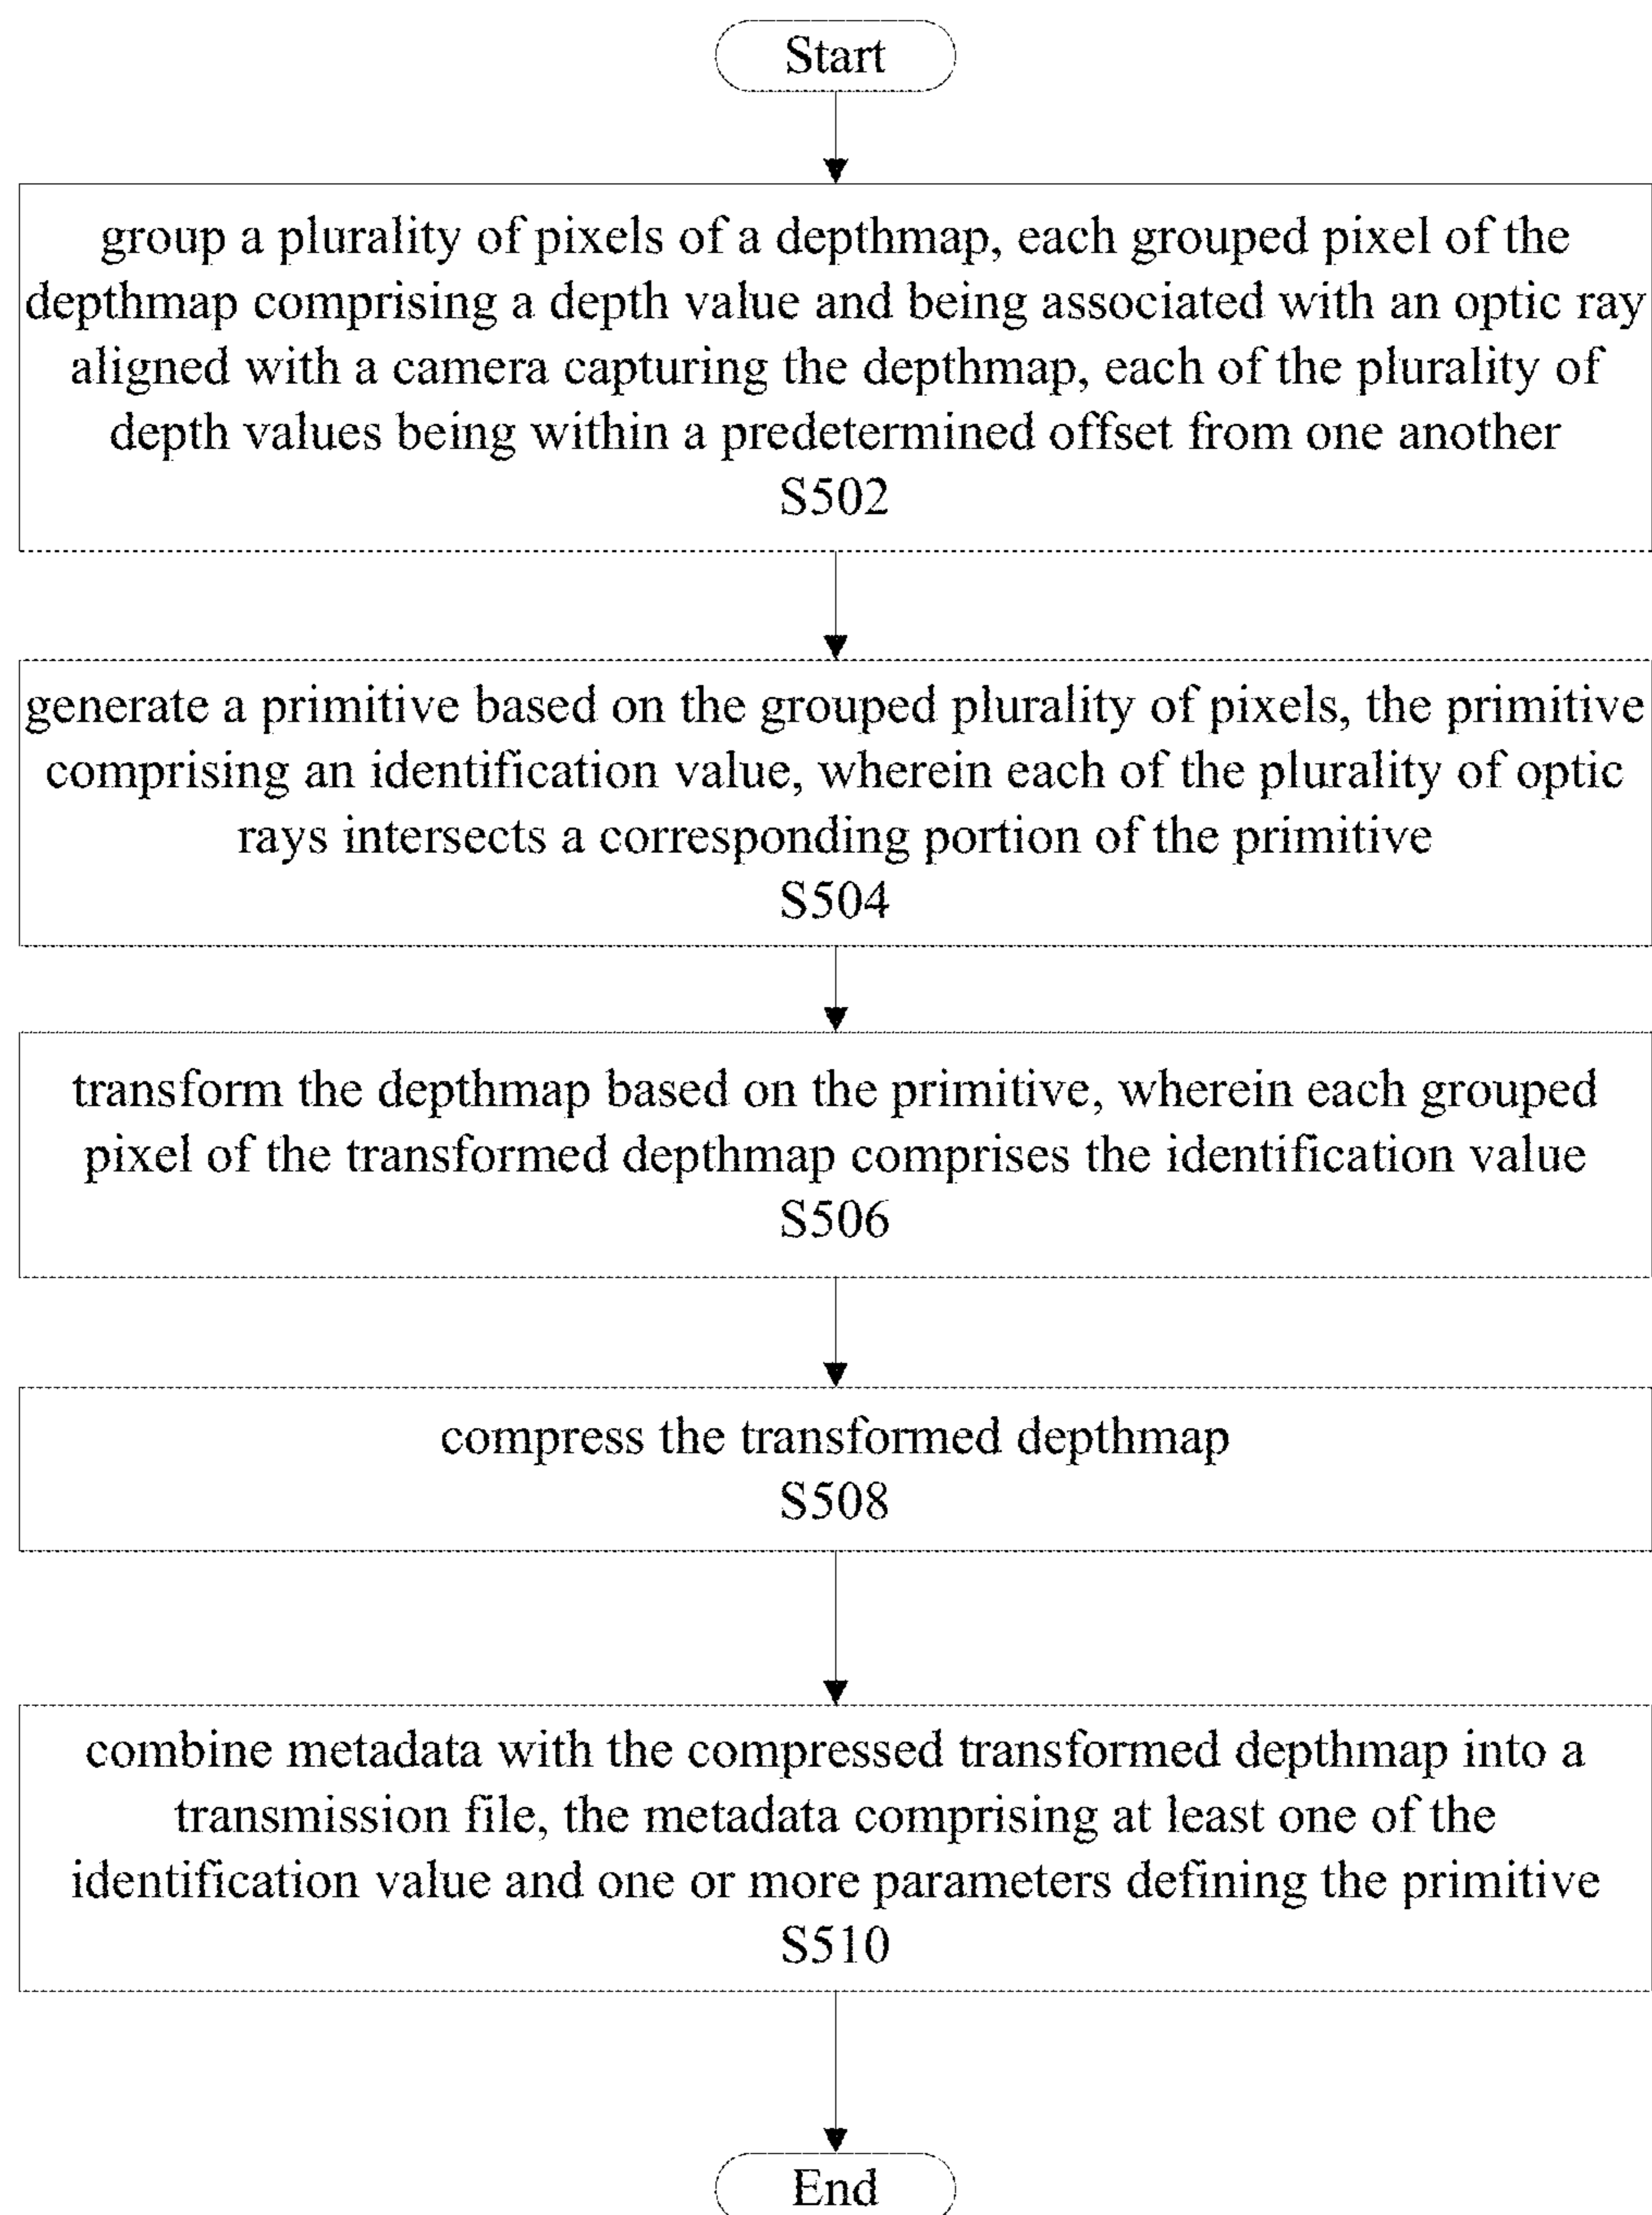 Start
group a plurality of pixels of a depthmap, each grouped pixel of the
depthmap comprising a depth value and being associated with an optic ray
aligned with a camera capturing the depthmap, each of the plurality of
depth values being within a predetermined offset from one another
S502
generate a primitive based on the grouped plurality of pixels, the primitive
comprising an identification value, wherein each of the plurality of optic
rays intersects a corresponding portion of the primitive
S504
transform the depthmap based on the primitive, wherein each grouped
pixel of the transformed depthmap comprises the identification value
S506
compress the transformed depthmap
S508
combine metadata with the compressed transformed depthmap into a
transmission file, the metadata comprising at least one of the
identification value and one or more parameters defining the primitive
S510
End